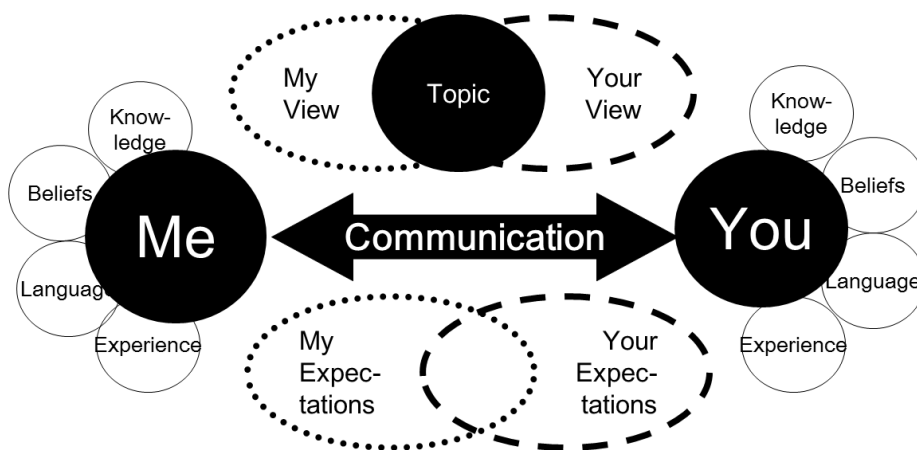 My
View
Topic
Your
View
Know-
ledge
Beliefs
Me
Language
Experience
Communication
Know-
ledge
Beliefs
You
Language
Experience
My
Expec-
tations
Your
Expec-
tations